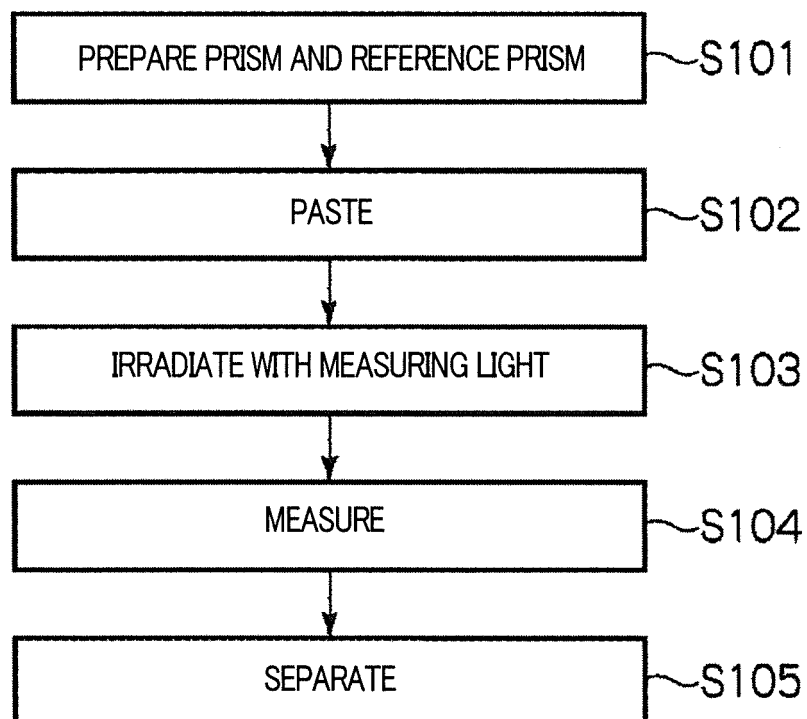 PREPARE PRISM AND REFERENCE PRISM S101
PASTE S102
IRRADIATE WITH MEASURING LIGHT S103
MEASURE S104
SEPARATE S105